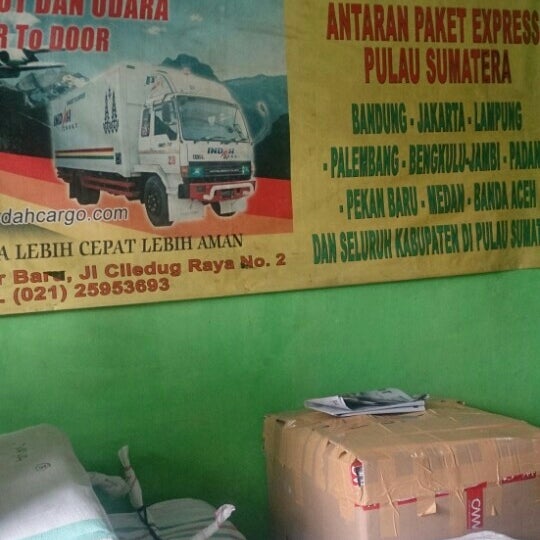 DAN UDARA
To DOOR
INDAH
dahcargo.com
LEBIH CEPAT LEBIH AMAN
Baru, Jl Ciledug Raya No. 2
(021) 25953693
ANTARAN PAKET EXPRESS
PULAU SUMATERA
BANDUNG - JAKARTA - LAMPUNG
- PALEMBANG - BENGKULU-JAMBI - PADAN
- PEKAN BARU - MEDAN - BANDA ACEH
DAN SELURUH KABUPATEN DI PULAU SUMAT